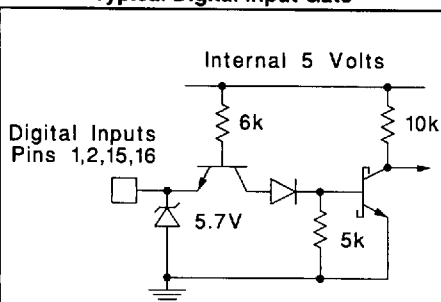 Typical Digital Input Gate
Internal 5 Volts
6k
10k
Digital Inputs
Pins 1,2,15,16
5.7V
5k